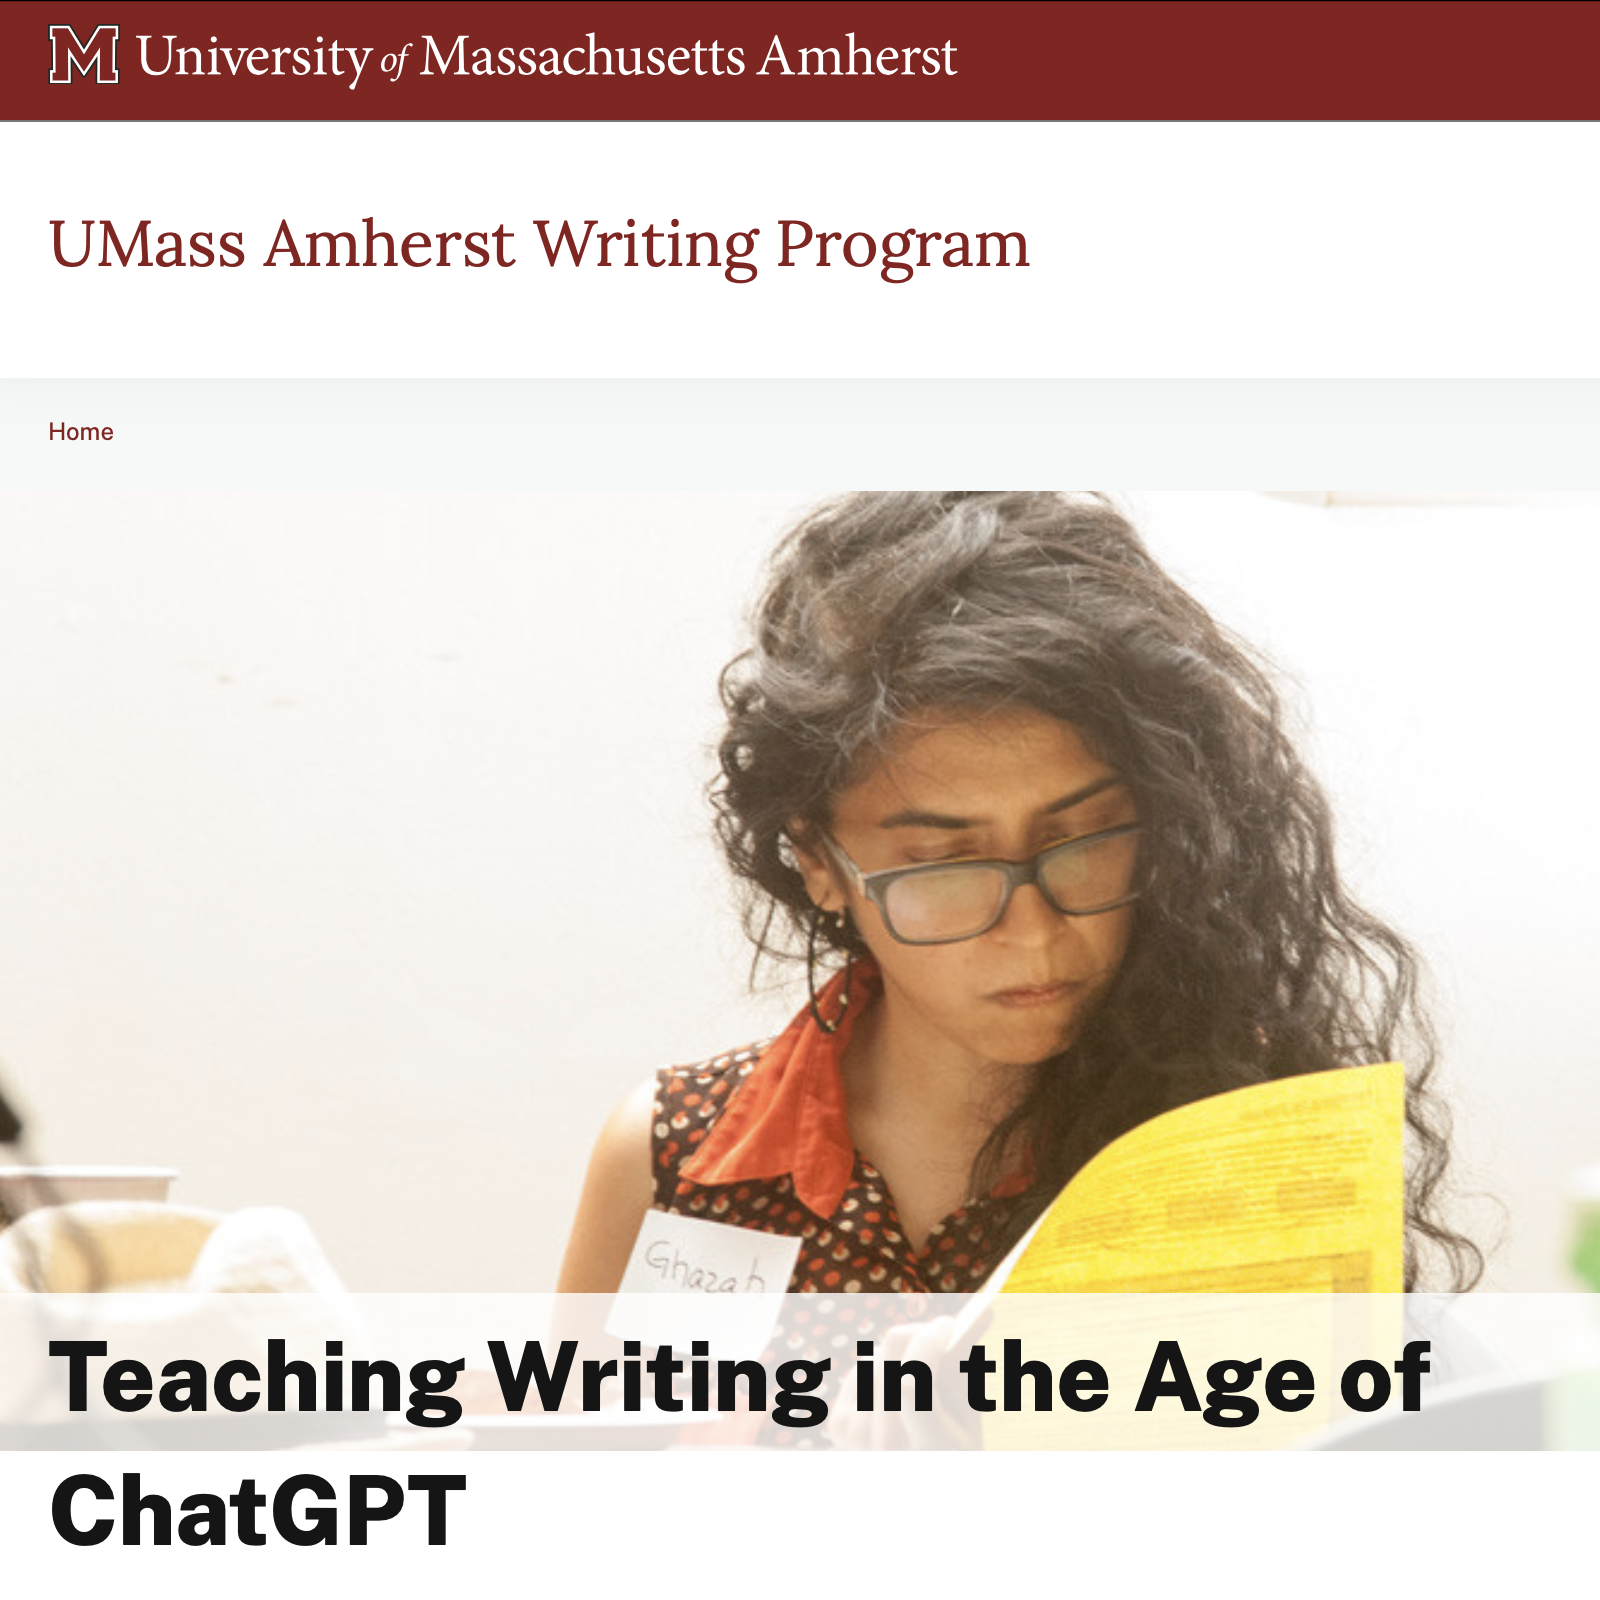 M University of Massachusetts Amherst
UMass Amherst Writing Program
Home
Ghazah
Teaching Writing in the Age of
ChatGPT